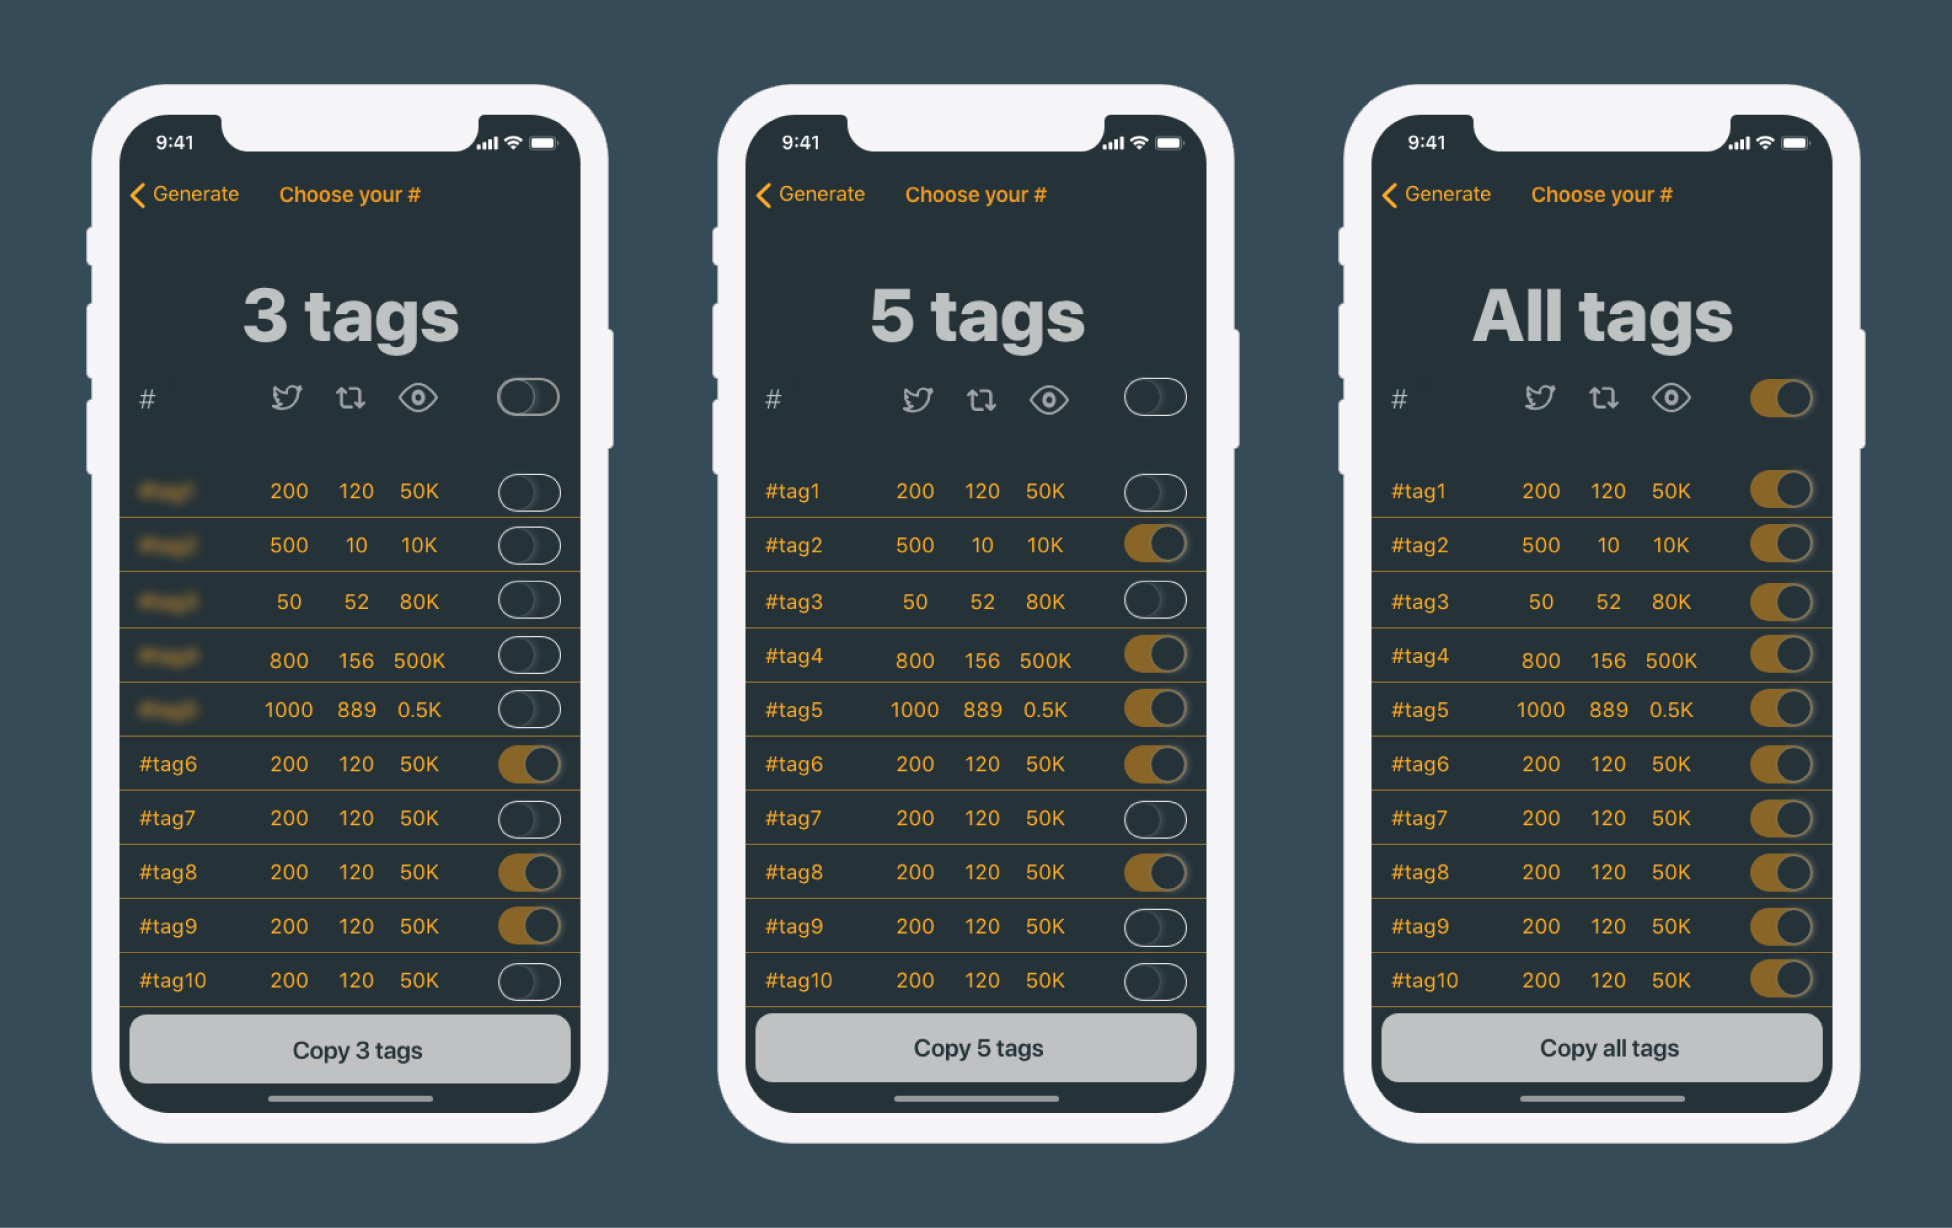 9:41
Generate Choose your #
3 tags
#
200 120 50K
500 10 10K
50 52 80K
800 156 500K
1000 889 0.5K
#tag6 200 120 50K
#tag7 200 120 50K
#tag8 200 120 50K
#tag9 200 120 50K
#tag10 200 120 50K
Copy 3 tags
9:41
Generate Choose your #
5 tags
#
#tag1 200 120 50K
#tag2 500 10 10K
#tag3 50 52 80K
#tag4 800 156 500K
#tag5 1000 889 0.5K
#tag6 200 120 50K
#tag7 200 120 50K
#tag8 200 120 50K
#tag9 200 120 50K
#tag10 200 120 50K
Copy 5 tags
9:41
Generate Choose your #
All tags
#
#tag1 200 120 50K
#tag2 500 10 10K
#tag3 50 52 80K
#tag4 800 156 500K
#tag5 1000 889 0.5K
#tag6 200 120 50K
#tag7 200 120 50K
#tag8 200 120 50K
#tag9 200 120 50K
#tag10 200 120 50K
Copy all tags